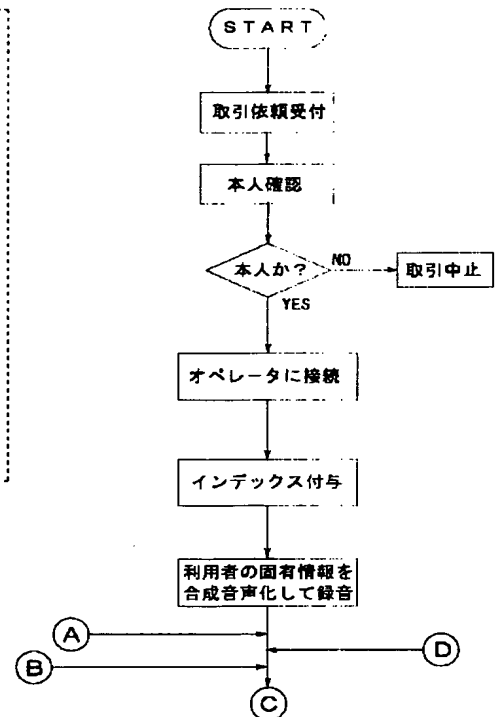 START
取引依頼受付
本人確認
本人か?
NO
取引中止
YES
オペレータに接続
インデックス付与
利用者の固有情報を
合成音声化して録音
A
D
B
C